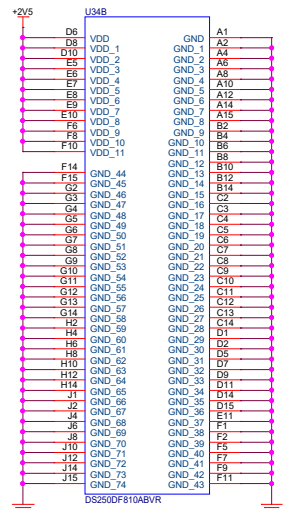 +2V5 U34B
D6 VDD GND A1
D8 VDD_1 GND_1 A2
D10 VDD_2 GND_2 A4
E5 VDD_3 GND_3 A6
E6 VDD_4 GND_4 A8
E7 VDD_5 GND_5 A10
E8 VDD_6 GND_6 A12
E9 VDD_7 GND_7 A14
E10 VDD_8 GND_8 A15
F6 VDD_9 GND_9 B2
F8 VDD_10 GND_10 B4
F10 VDD_11 GND_11 B6
GND_12 B8
F14 GND_44 GND_13 B10
F15 GND_45 GND_14 B12
G2 GND_46 GND_15 B14
G3 GND_47 GND_16 C2
G4 GND_48 GND_17 C3
G5 GND_49 GND_18 C4
G6 GND_50 GND_19 C5
G7 GND_51 GND_20 C6
G8 GND_52 GND_21 C7
G9 GND_53 GND_22 C8
G10 GND_54 GND_23 C9
G11 GND_55 GND_24 C10
G12 GND_56 GND_25 C11
G13 GND_57 GND_26 C12
G14 GND_58 GND_27 C13
H2 GND_59 GND_28 C14
H4 GND_60 GND_29 D1
H6 GND_61 GND_30 D2
H8 GND_62 GND_31 D5
H10 GND_63 GND_32 D7
H12 GND_64 GND_33 D9
H14 GND_65 GND_34 D11
J1 GND_66 GND_35 D14
J2 GND_67 GND_36 D15
J4 GND_68 GND_37 E11
J6 GND_69 GND_38 F1
J8 GND_70 GND_39 F2
J10 GND_71 GND_40 F5
J12 GND_72 GND_41 F7
J14 GND_73 GND_42 F9
J15 GND_74 GND_43 F11
DS250DF810ABVR